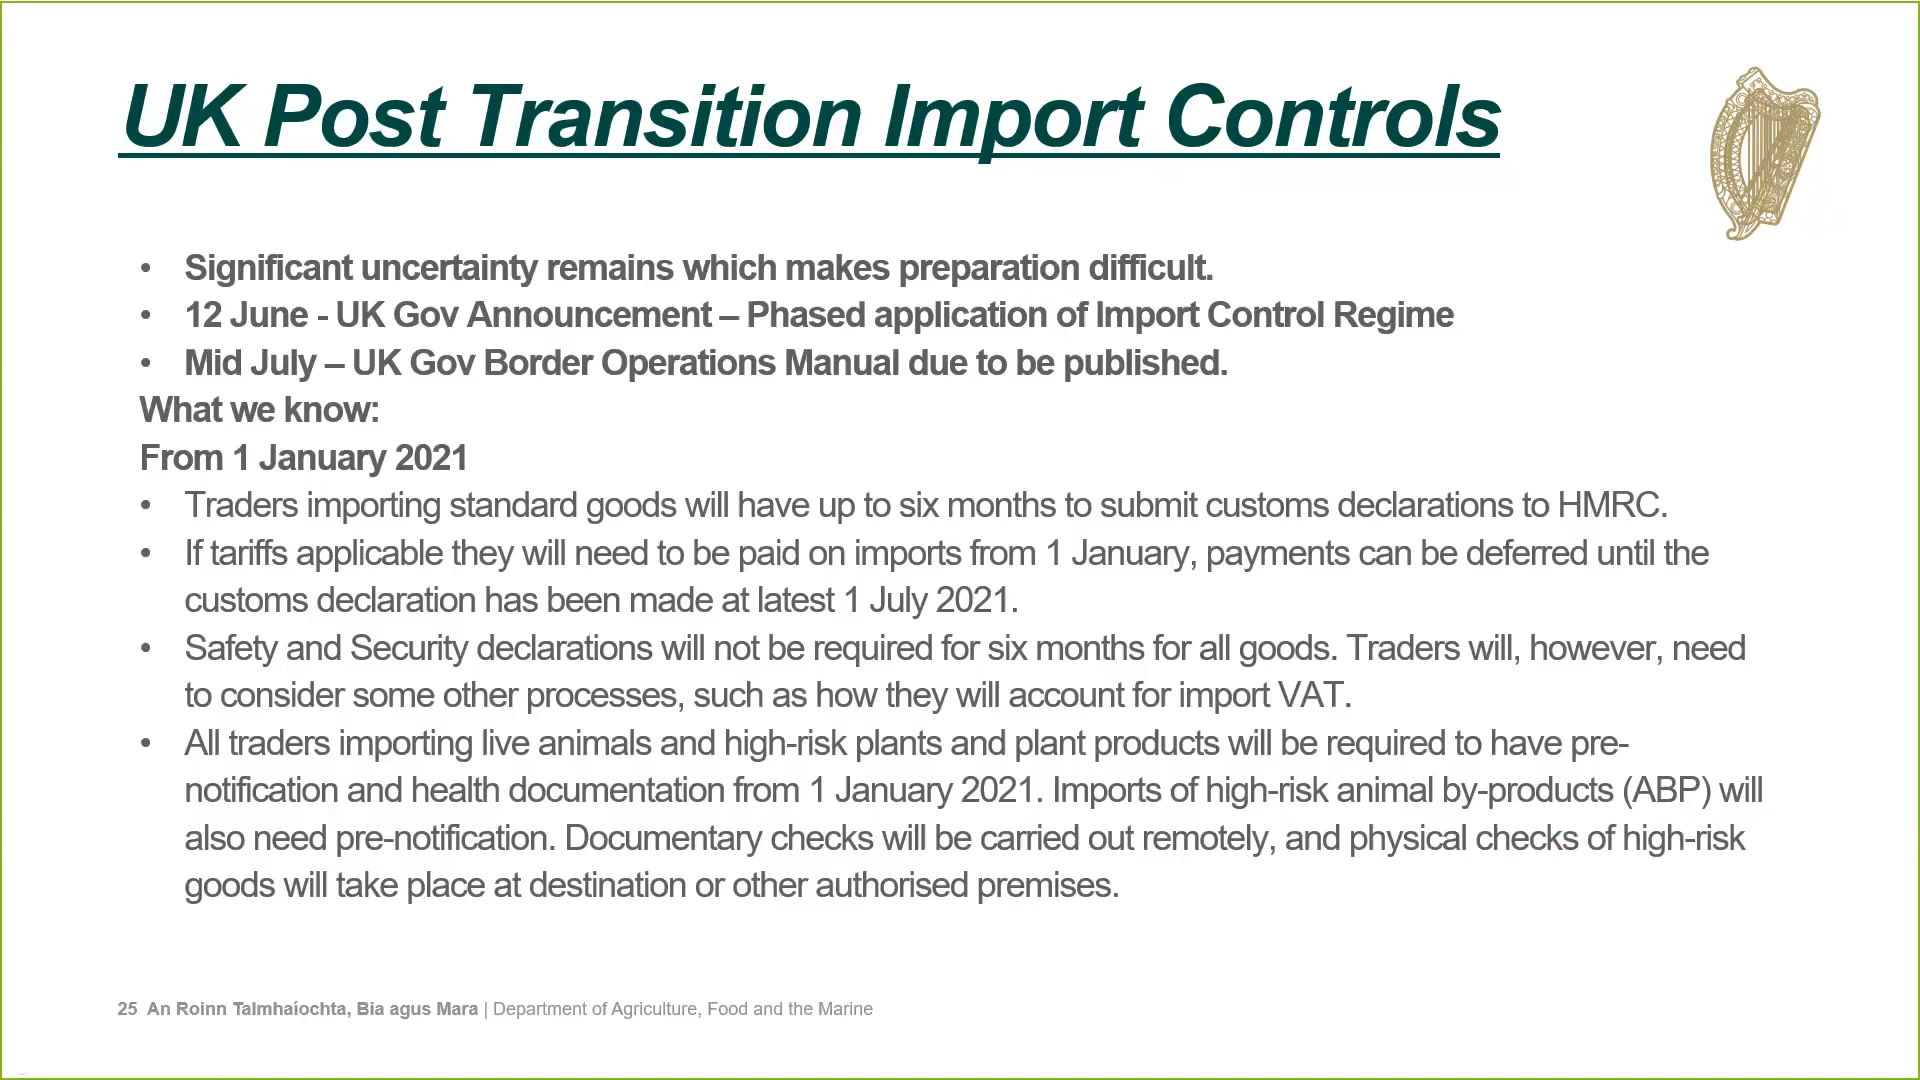 UK Post Transition Import Controls
• Significant uncertainty remains which makes preparation difficult.
• 12 June - UK Gov Announcement – Phased application of Import Control Regime
• Mid July – UK Gov Border Operations Manual due to be published.
What we know:
From 1 January 2021
• Traders importing standard goods will have up to six months to submit customs declarations to HMRC.
• If tariffs applicable they will need to be paid on imports from 1 January, payments can be deferred until the
customs declaration has been made at latest 1 July 2021.
• Safety and Security declarations will not be required for six months for all goods. Traders will, however, need
to consider some other processes, such as how they will account for import VAT.
• All traders importing live animals and high-risk plants and plant products will be required to have pre-
notification and health documentation from 1 January 2021. Imports of high-risk animal by-products (ABP) will
also need pre-notification. Documentary checks will be carried out remotely, and physical checks of high-risk
goods will take place at destination or other authorised premises.
25 An Roinn Talmhaíochta, Bia agus Mara | Department of Agriculture, Food and the Marine